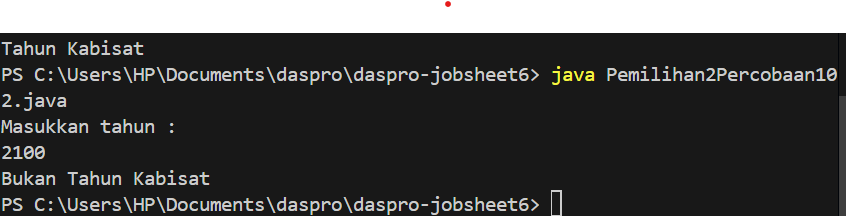 Tahun Kabisat
PS C:\Users\HP\Documents\daspro\daspro-jobsheet6> java Pemilihan2Percobaan10
2.java
Masukkan tahun :
2100
Bukan Tahun Kabisat
PS C:\Users\HP\Documents\daspro\daspro-jobsheet6>